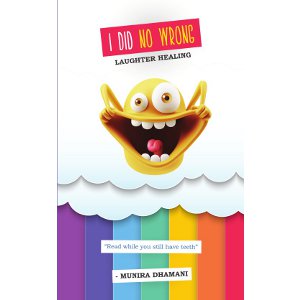 I DID NO WRONG
LAUGHTER HEALING
"Read while you still have teeth"
- MUNIRA DHAMANI